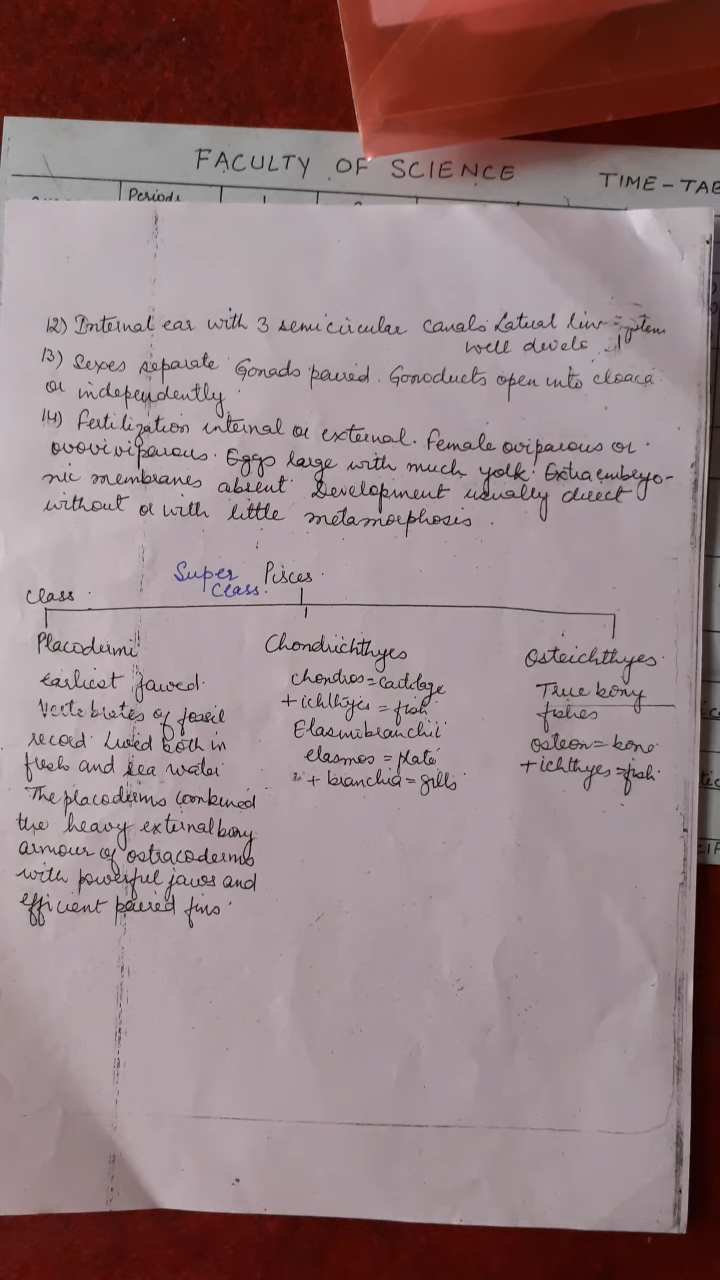 FACULTY OF SCIENCE
TIME-TAB
Periods
12) Internal ear with 3 semicircular canals. Lateral line system
well devel
13) Sexes separate. Gonads paired. Gonoducts open into cloaca
or independently.
14) Fertilization internal or external. Female oviparous or
ovoviviparous. Eggs large with much yolk. Extraembryo-
nic membranes absent. Development usually direct
without or with little metamorphosis.
Super Pisces.
Class.
Class.
Placodermi
earliest jawed
Vertebrates of fossil
record. Lived both in
fresh and sea water
The placoderms combined
the heavy external bony
armour of ostracoderms
with powerful jaws and
efficient paired fins.
Chondrichthyes
chondros = cartilage
+ ichthyes = fish
Elasmobranchii
elasmos = plate
+ branchia = gills
Osteichthyes.
True bony
fishes
osteon = bone
+ ichthyes = fish.